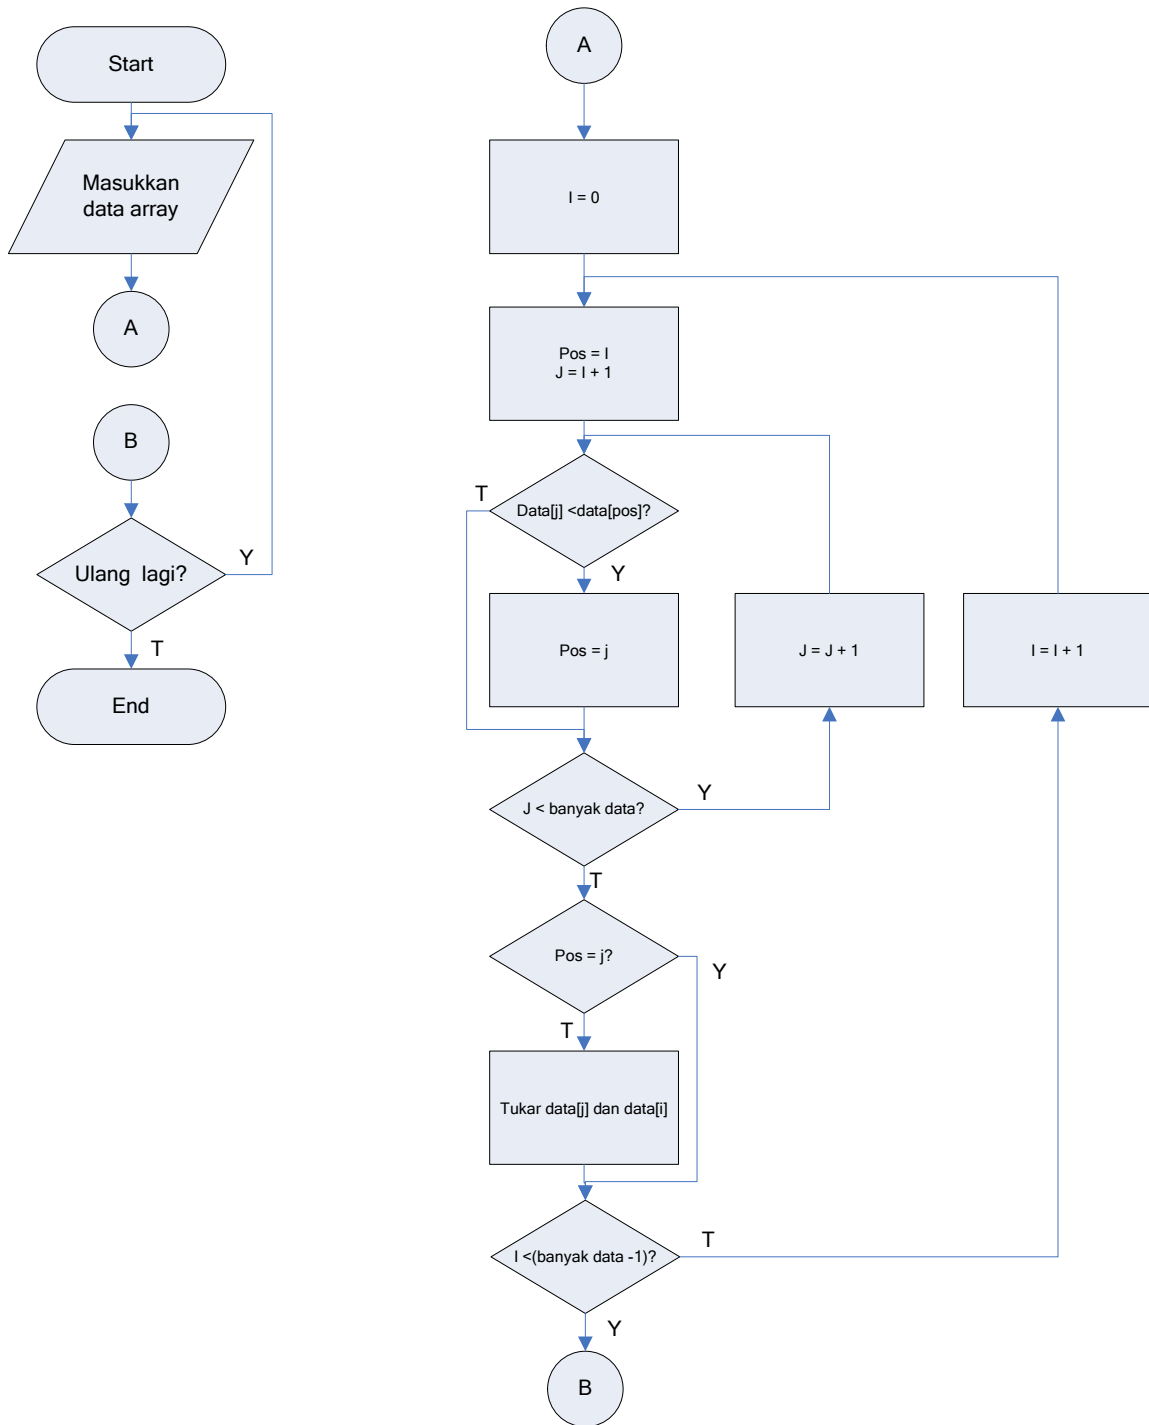 Start
Masukkan
data array
A
B
Ulang lagi?
Y
T
End
A
I = 0
Pos = I
J = I + 1
T
Data[j] <data[pos]?
Y
Pos = j
J = J + 1
I = I + 1
J < banyak data?
Y
T
Pos = j?
Y
T
Tukar data[j] dan data[i]
I <(banyak data -1)?
T
Y
B